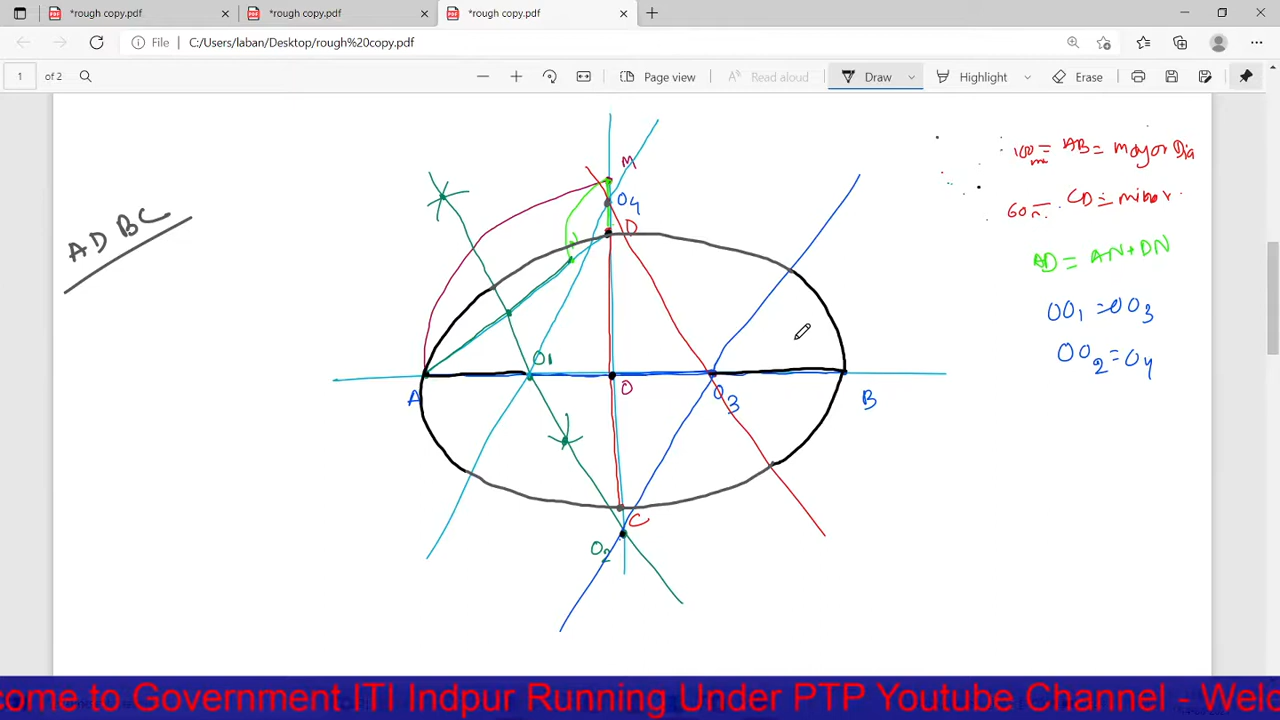 *rough copy.pdf
*rough copy.pdf
*rough copy.pdf
File
C:/Users/laban/Desktop/rough%20copy.pdf
1 of 2
Page view
Read aloud
Draw
Highlight
Erase
ADBC
M
O4
D
N
O1
O
O3
A
B
C
O2
100 = AB = major Dia
CD = minor
AD = AN + DN
OO1 = OO3
OO2 = O4
come to Government ITI Indpur Running Under PTP Youtube Channel - Welc